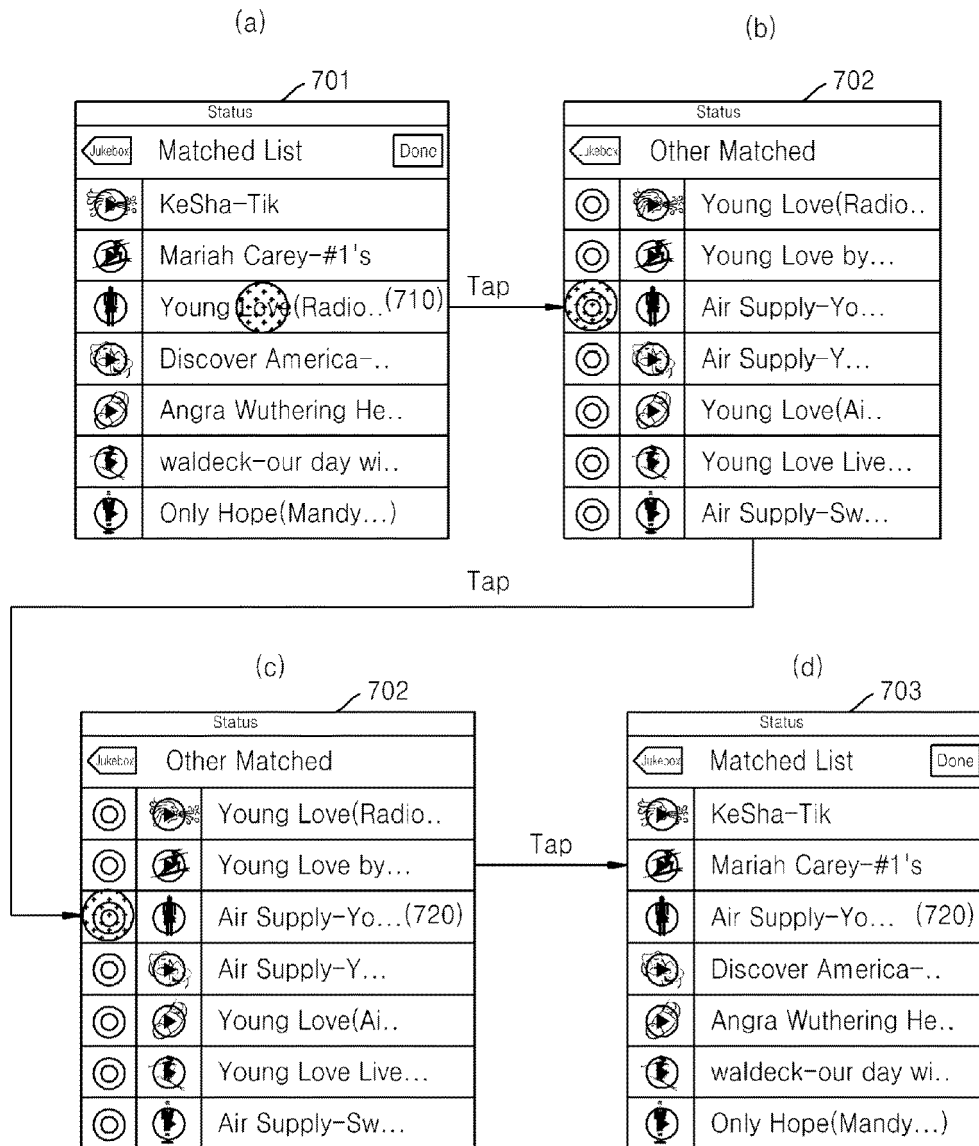 (a)
(b)
701
702
Status
Status
Jukebox Matched List Done
Jukebox Other Matched
KeSha-Tik
Young Love(Radio..
Mariah Carey-#1's
Young Love by...
Tap
Young Love(Radio..(710)
Air Supply-Yo...
Discover America-..
Air Supply-Y...
Angra Wuthering He..
Young Love(Ai..
waldeck-our day wi..
Young Love Live...
Only Hope(Mandy...)
Air Supply-Sw...
Tap
(c)
(d)
702
703
Status
Status
Jukebox Other Matched
Jukebox Matched List Done
Young Love(Radio..
KeSha-Tik
Tap
Young Love by...
Mariah Carey-#1's
Air Supply-Yo...(720)
Air Supply-Yo... (720)
Air Supply-Y...
Discover America-..
Young Love(Ai..
Angra Wuthering He..
Young Love Live...
waldeck-our day wi..
Air Supply-Sw...
Only Hope(Mandy...)